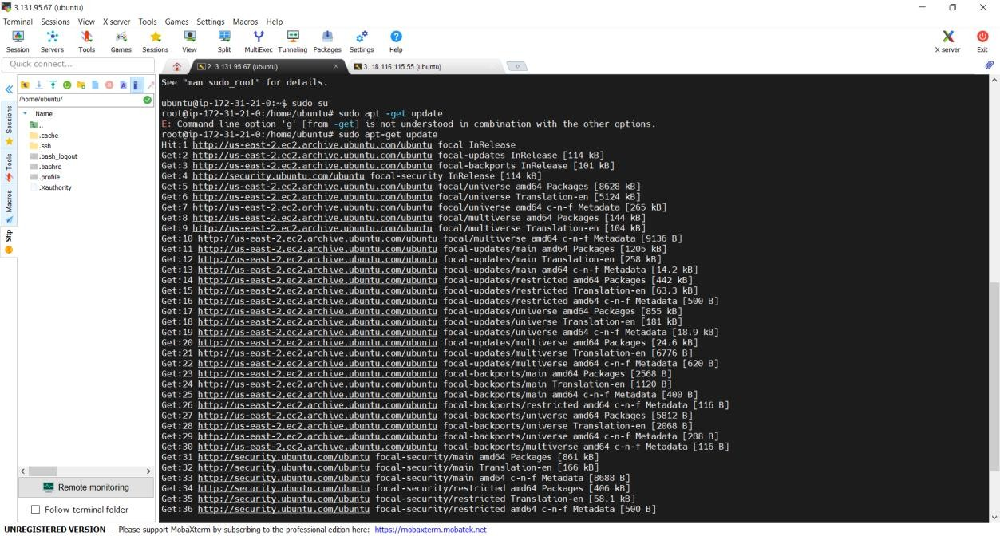 3.131.95.67 (ubuntu)
Terminal Sessions View X server Tools Games Settings Macros Help
Session Servers Tools Games Sessions View Split MultiExec Tunneling Packages Settings Help X server Exit
Quick connect...
2. 3.131.95.67 (ubuntu)
3. 18.116.115.55 (ubuntu)
/home/ubuntu/
Name
..
.cache
.ssh
.bash_logout
.bashrc
.profile
.Xauthority
Sessions
Tools
Macros
Sftp
Remote monitoring
Follow terminal folder
See "man sudo_root" for details.
ubuntu@ip-172-31-21-0:~$ sudo su
root@ip-172-31-21-0:/home/ubuntu# sudo apt -get update
E: Command line option 'g' [from -get] is not understood in combination with the other options.
root@ip-172-31-21-0:/home/ubuntu# sudo apt-get update
Hit:1 http://us-east-2.ec2.archive.ubuntu.com/ubuntu focal InRelease
Get:2 http://us-east-2.ec2.archive.ubuntu.com/ubuntu focal-updates InRelease [114 kB]
Get:3 http://us-east-2.ec2.archive.ubuntu.com/ubuntu focal-backports InRelease [101 kB]
Get:4 http://security.ubuntu.com/ubuntu focal-security InRelease [114 kB]
Get:5 http://us-east-2.ec2.archive.ubuntu.com/ubuntu focal/universe amd64 Packages [8628 kB]
Get:6 http://us-east-2.ec2.archive.ubuntu.com/ubuntu focal/universe Translation-en [5124 kB]
Get:7 http://us-east-2.ec2.archive.ubuntu.com/ubuntu focal/universe amd64 c-n-f Metadata [265 kB]
Get:8 http://us-east-2.ec2.archive.ubuntu.com/ubuntu focal/multiverse amd64 Packages [144 kB]
Get:9 http://us-east-2.ec2.archive.ubuntu.com/ubuntu focal/multiverse Translation-en [104 kB]
Get:10 http://us-east-2.ec2.archive.ubuntu.com/ubuntu focal/multiverse amd64 c-n-f Metadata [9136 B]
Get:11 http://us-east-2.ec2.archive.ubuntu.com/ubuntu focal-updates/main amd64 Packages [1205 kB]
Get:12 http://us-east-2.ec2.archive.ubuntu.com/ubuntu focal-updates/main Translation-en [258 kB]
Get:13 http://us-east-2.ec2.archive.ubuntu.com/ubuntu focal-updates/main amd64 c-n-f Metadata [14.2 kB]
Get:14 http://us-east-2.ec2.archive.ubuntu.com/ubuntu focal-updates/restricted amd64 Packages [442 kB]
Get:15 http://us-east-2.ec2.archive.ubuntu.com/ubuntu focal-updates/restricted Translation-en [63.3 kB]
Get:16 http://us-east-2.ec2.archive.ubuntu.com/ubuntu focal-updates/restricted amd64 c-n-f Metadata [500 B]
Get:17 http://us-east-2.ec2.archive.ubuntu.com/ubuntu focal-updates/universe amd64 Packages [855 kB]
Get:18 http://us-east-2.ec2.archive.ubuntu.com/ubuntu focal-updates/universe Translation-en [181 kB]
Get:19 http://us-east-2.ec2.archive.ubuntu.com/ubuntu focal-updates/universe amd64 c-n-f Metadata [18.9 kB]
Get:20 http://us-east-2.ec2.archive.ubuntu.com/ubuntu focal-updates/multiverse amd64 Packages [24.6 kB]
Get:21 http://us-east-2.ec2.archive.ubuntu.com/ubuntu focal-updates/multiverse Translation-en [6776 B]
Get:22 http://us-east-2.ec2.archive.ubuntu.com/ubuntu focal-updates/multiverse amd64 c-n-f Metadata [620 B]
Get:23 http://us-east-2.ec2.archive.ubuntu.com/ubuntu focal-backports/main amd64 Packages [2568 B]
Get:24 http://us-east-2.ec2.archive.ubuntu.com/ubuntu focal-backports/main Translation-en [1120 B]
Get:25 http://us-east-2.ec2.archive.ubuntu.com/ubuntu focal-backports/main amd64 c-n-f Metadata [400 B]
Get:26 http://us-east-2.ec2.archive.ubuntu.com/ubuntu focal-backports/restricted amd64 c-n-f Metadata [116 B]
Get:27 http://us-east-2.ec2.archive.ubuntu.com/ubuntu focal-backports/universe amd64 Packages [5812 B]
Get:28 http://us-east-2.ec2.archive.ubuntu.com/ubuntu focal-backports/universe Translation-en [2068 B]
Get:29 http://us-east-2.ec2.archive.ubuntu.com/ubuntu focal-backports/universe amd64 c-n-f Metadata [288 B]
Get:30 http://us-east-2.ec2.archive.ubuntu.com/ubuntu focal-backports/multiverse amd64 c-n-f Metadata [116 B]
Get:31 http://security.ubuntu.com/ubuntu focal-security/main amd64 Packages [861 kB]
Get:32 http://security.ubuntu.com/ubuntu focal-security/main Translation-en [166 kB]
Get:33 http://security.ubuntu.com/ubuntu focal-security/main amd64 c-n-f Metadata [8688 B]
Get:34 http://security.ubuntu.com/ubuntu focal-security/restricted amd64 Packages [406 kB]
Get:35 http://security.ubuntu.com/ubuntu focal-security/restricted Translation-en [58.1 kB]
Get:36 http://security.ubuntu.com/ubuntu focal-security/restricted amd64 c-n-f Metadata [500 B]
UNREGISTERED VERSION - Please support MobaXterm by subscribing to the professional edition here: https://mobaxterm.mobatek.net